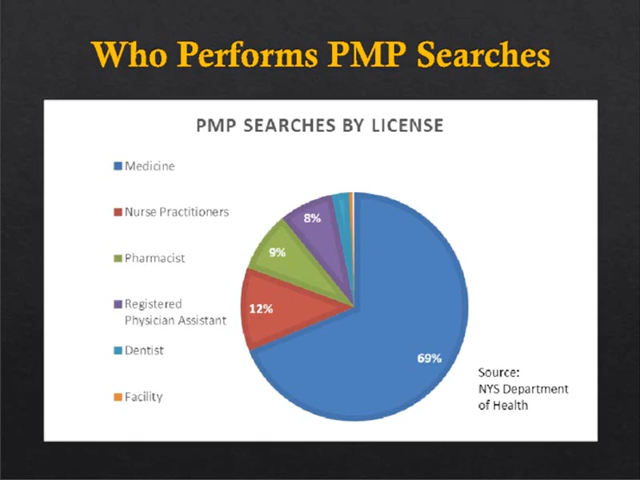 Who Performs PMP Searches
PMP SEARCHES BY LICENSE
Medicine
Nurse Practitioners
Pharmacist
Registered
Physician Assistant
Dentist
Facility
8%
9%
12%
69%
Source:
NYS Department
of Health